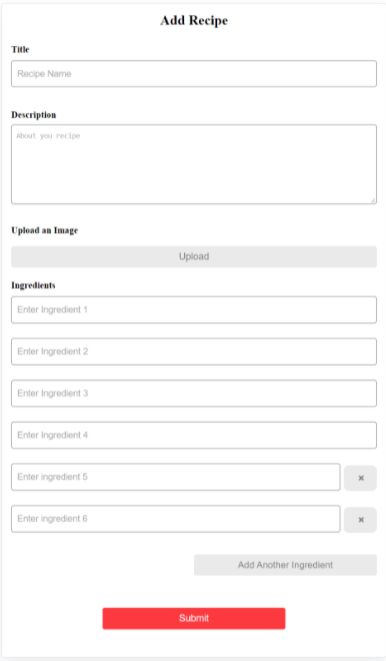 Add Recipe
Title
Recipe Name
Description
About you recipe
Upload an Image
Upload
Ingredients
Enter Ingredient 1
Enter Ingredient 2
Enter Ingredient 3
Enter Ingredient 4
Enter ingredient 5
×
Enter ingredient 6
×
Add Another Ingredient
Submit